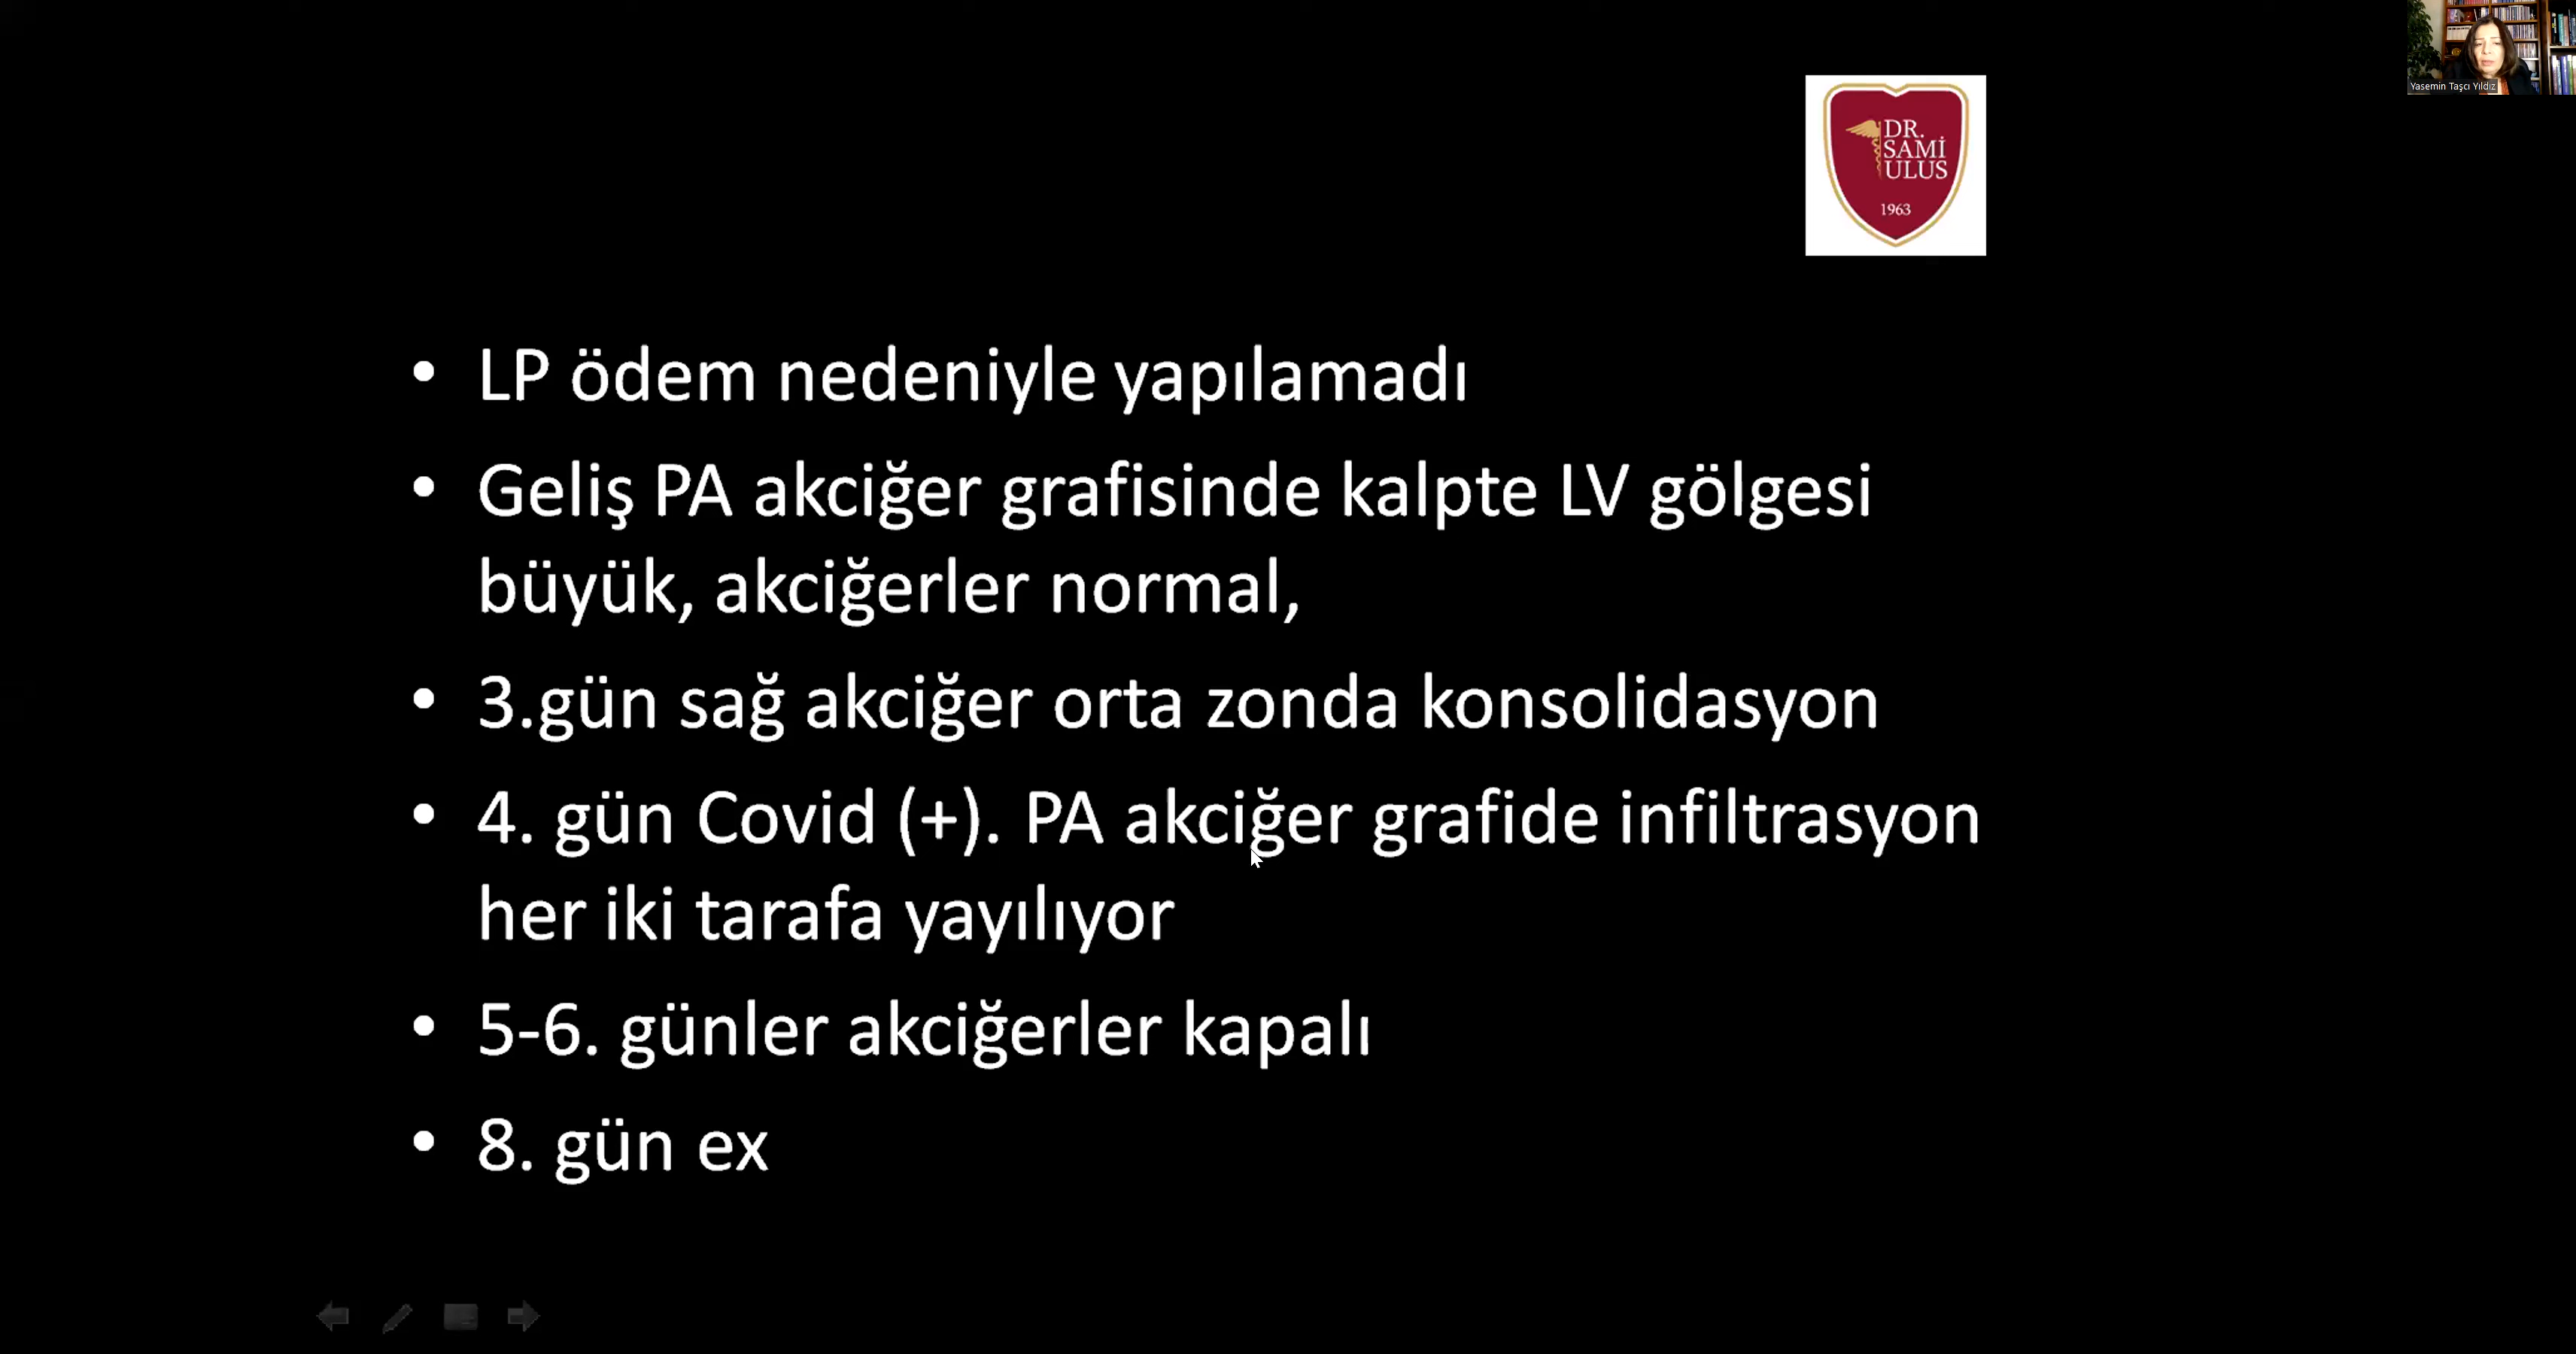 Yasemin Taşcı Yıldız
DR.
SAMİ
ULUS
1963
• LP ödem nedeniyle yapılamadı
• Geliş PA akciğer grafisinde kalpte LV gölgesi
büyük, akciğerler normal,
• 3.gün sağ akciğer orta zonda konsolidasyon
• 4. gün Covid (+). PA akciğer grafide infiltrasyon
her iki tarafa yayılıyor
• 5-6. günler akciğerler kapalı
• 8. gün ex